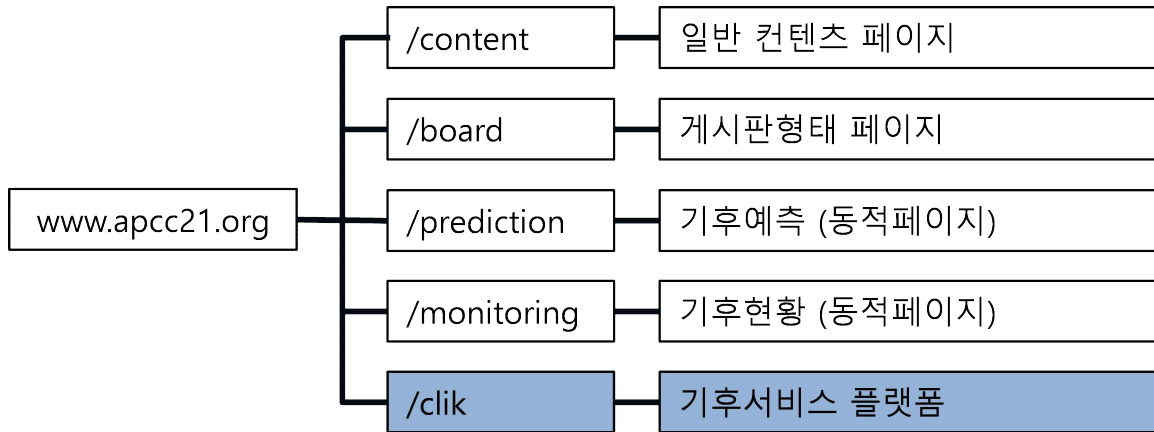 www.apcc21.org
/content
일반 컨텐츠 페이지
/board
게시판형태 페이지
/prediction
기후예측 (동적페이지)
/monitoring
기후현황 (동적페이지)
/clik
기후서비스 플랫폼